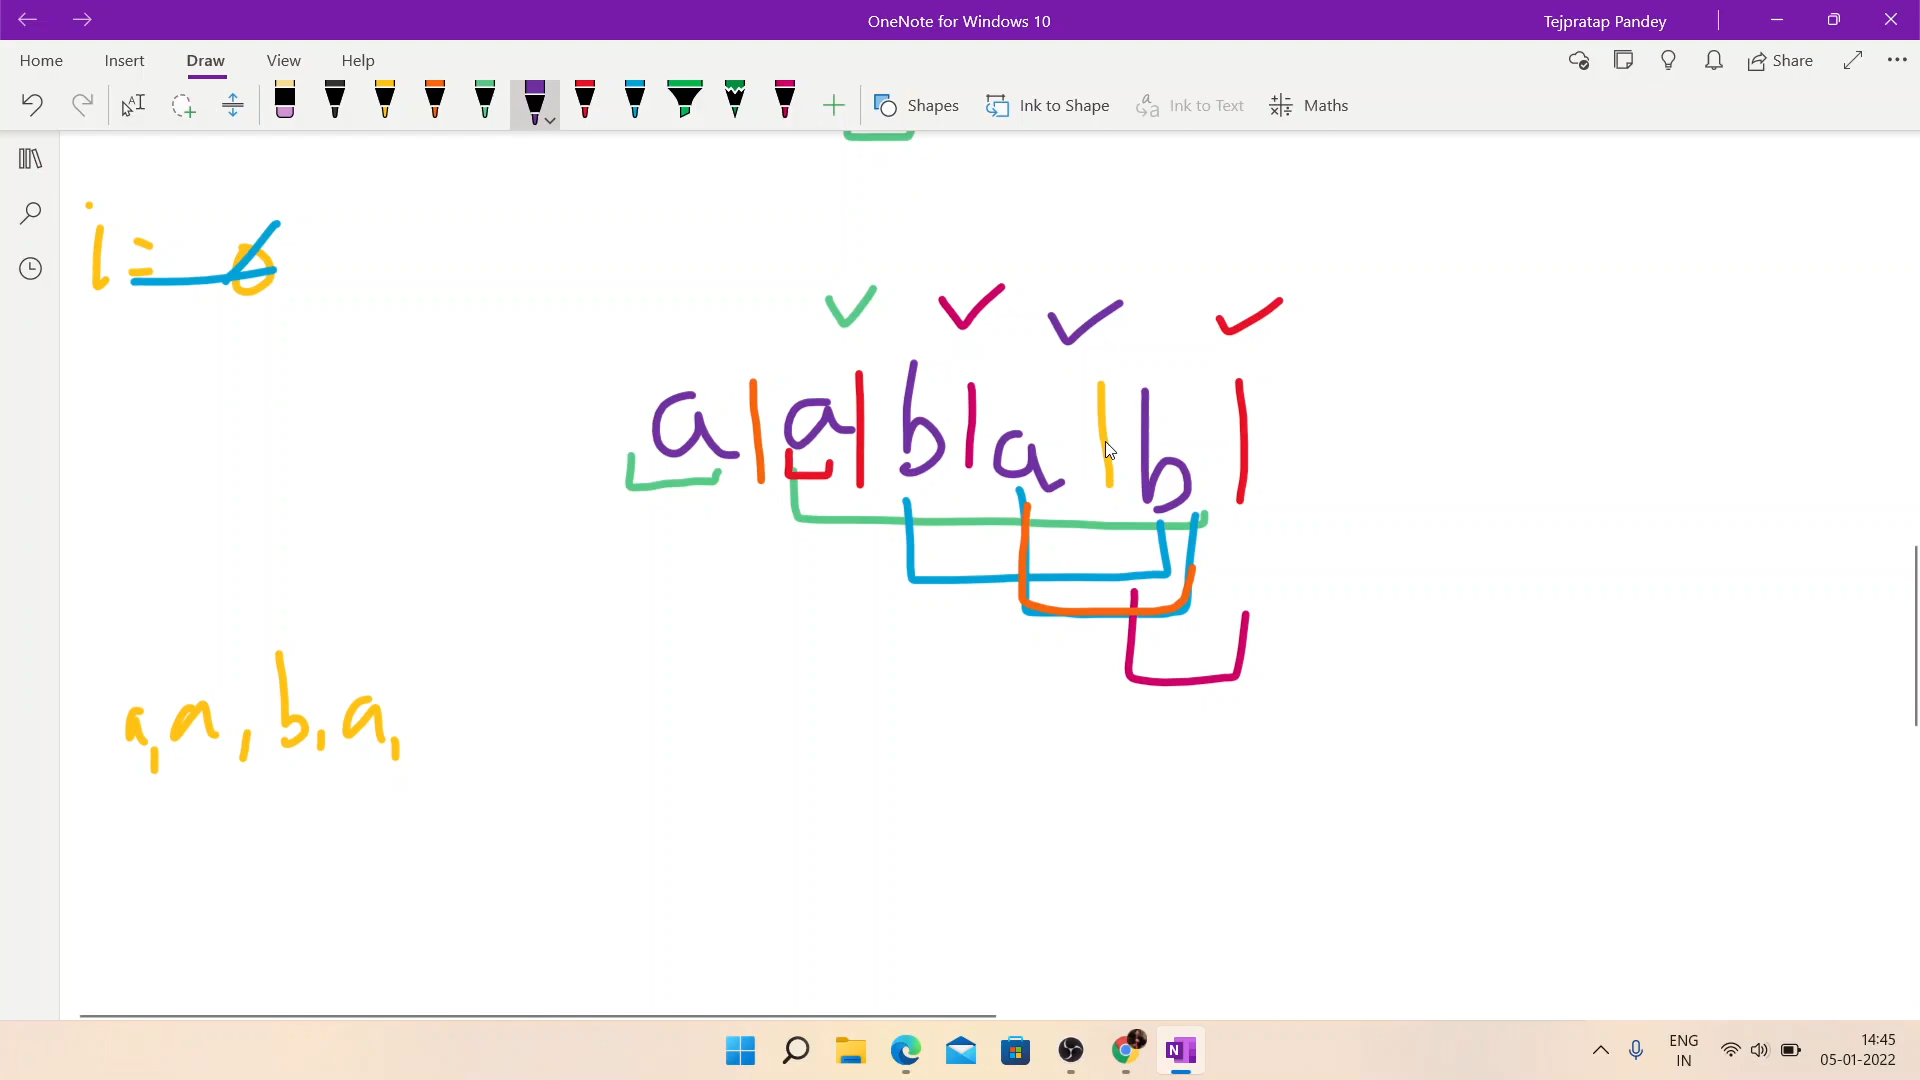 OneNote for Windows 10
Tejpratap Pandey
Home Insert Draw View Help
Share
Shapes Ink to Shape Ink to Text Maths
i = 0
a | a | b | a | b |
a, a, b, a,
ENG
IN
14:45
05-01-2022